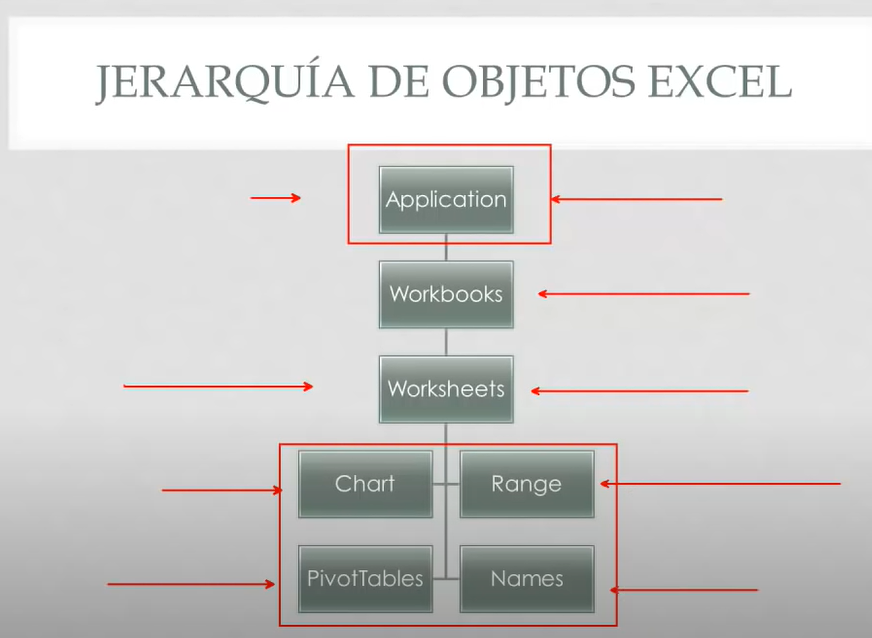 JERARQUÍA DE OBJETOS EXCEL
Application
Workbooks
Worksheets
Chart
Range
PivotTables
Names